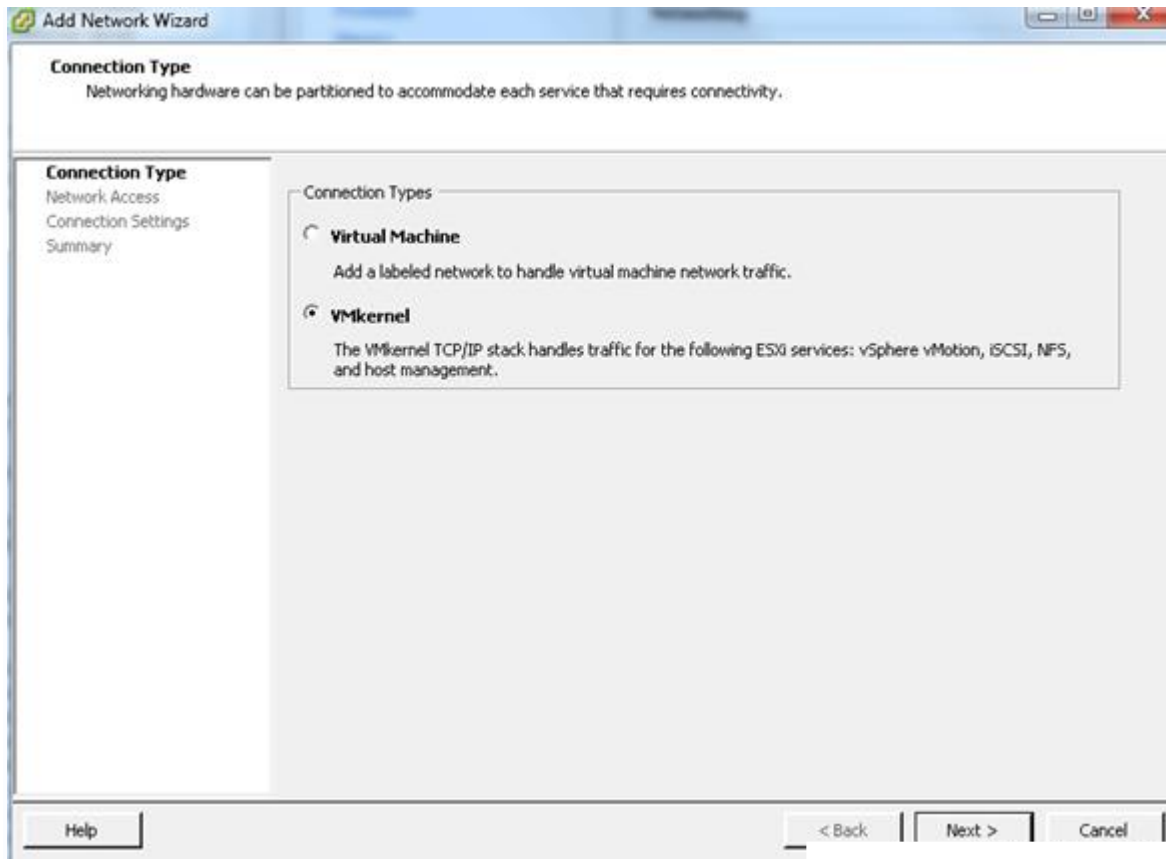 Add Network Wizard
Connection Type
Networking hardware can be partitioned to accommodate each service that requires connectivity.
Connection Type
Network Access
Connection Settings
Summary
Connection Types
Virtual Machine
Add a labeled network to handle virtual machine network traffic.
VMkernel
The VMkernel TCP/IP stack handles traffic for the following ESXi services: vSphere vMotion, iSCSI, NFS,
and host management.
Help
< Back
Next >
Cancel